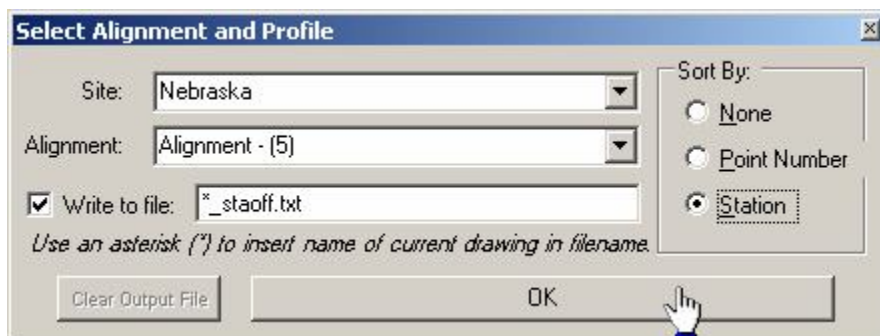 Select Alignment and Profile
Site: Nebraska
Alignment: Alignment - (5)
Write to file: *_staoff.txt
Use an asterisk (*) to insert name of current drawing in filename.
Sort By:
None
Point Number
Station
Clear Output File
OK